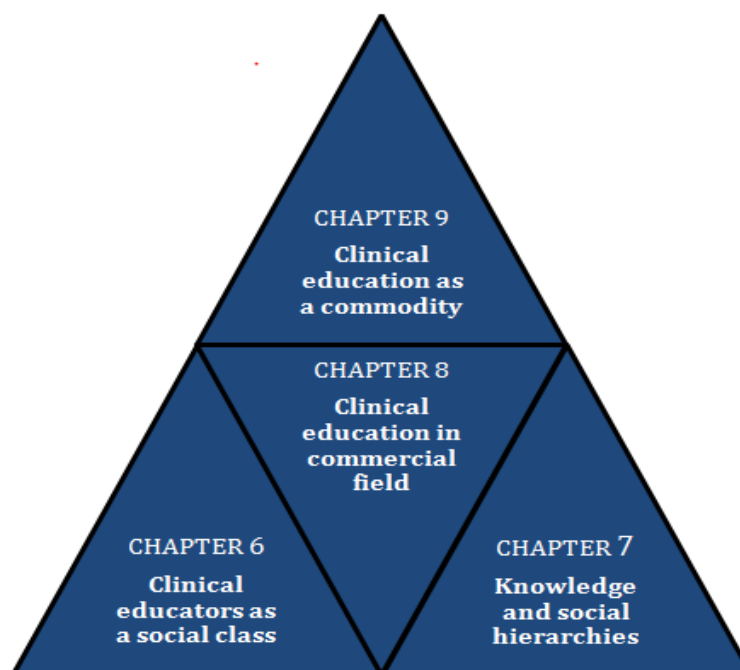 CHAPTER 9
Clinical
education as
a commodity
CHAPTER 8
Clinical
education in
commercial
field
CHAPTER 6
Clinical
educators as
a social class
CHAPTER 7
Knowledge
and social
hierarchies